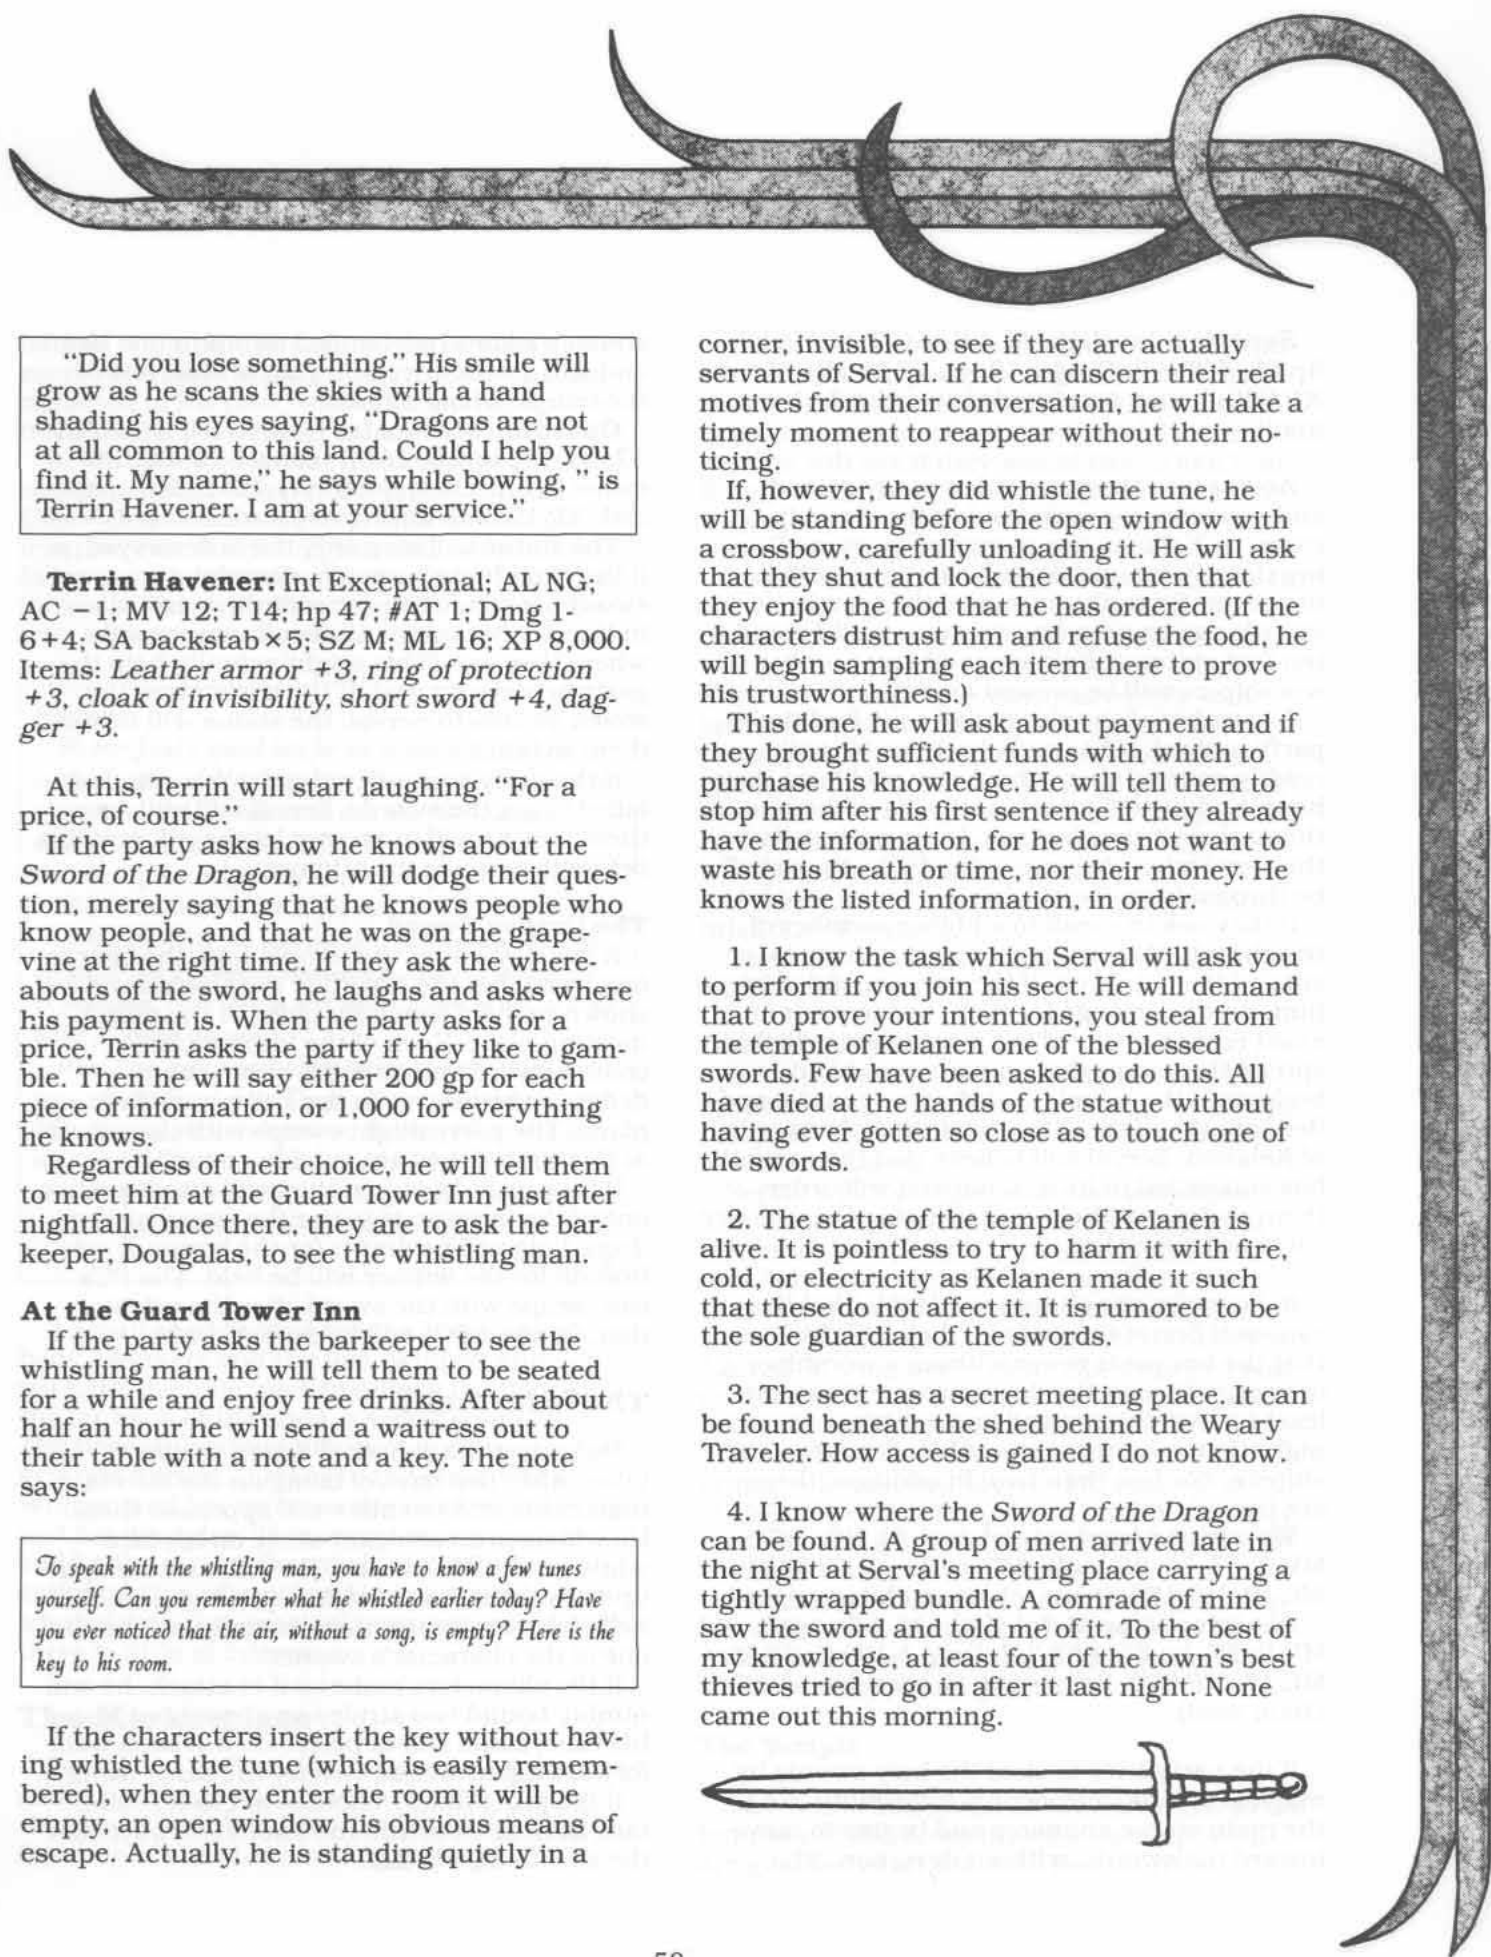 “Did you lose something.” His smile will
grow as he scans the skies with a hand
shading his eyes saying, “Dragons are not
at all common to this land. Could I help you
find it. My name,” he says while bowing, ” is
Terrin Havener. I am at your service.”
Terrin Havener: Int Exceptional; AL NG;
AC −1; MV 12; T14; hp 47; #AT 1; Dmg 1-
6+4; SA backstab ×5; SZ M; ML 16; XP 8,000.
Items: Leather armor +3, ring of protection
+3, cloak of invisibility, short sword +4, dag-
ger +3.
At this, Terrin will start laughing. “For a
price, of course.”
If the party asks how he knows about the
Sword of the Dragon, he will dodge their ques-
tion, merely saying that he knows people who
know people, and that he was on the grape-
vine at the right time. If they ask the where-
abouts of the sword, he laughs and asks where
his payment is. When the party asks for a
price, Terrin asks the party if they like to gam-
ble. Then he will say either 200 gp for each
piece of information, or 1,000 for everything
he knows.
Regardless of their choice, he will tell them
to meet him at the Guard Tower Inn just after
nightfall. Once there, they are to ask the bar-
keeper, Dougalas, to see the whistling man.
At the Guard Tower Inn
If the party asks the barkeeper to see the
whistling man, he will tell them to be seated
for a while and enjoy free drinks. After about
half an hour he will send a waitress out to
their table with a note and a key. The note
says:
To speak with the whistling man, you have to know a few tunes
yourself. Can you remember what he whistled earlier today? Have
you ever noticed that the air, without a song, is empty? Here is the
key to his room.
If the characters insert the key without hav-
ing whistled the tune (which is easily remem-
bered), when they enter the room it will be
empty, an open window his obvious means of
escape. Actually, he is standing quietly in a
corner, invisible, to see if they are actually
servants of Serval. If he can discern their real
motives from their conversation, he will take a
timely moment to reappear without their no-
ticing.
If, however, they did whistle the tune, he
will be standing before the open window with
a crossbow, carefully unloading it. He will ask
that they shut and lock the door, then that
they enjoy the food that he has ordered. (If the
characters distrust him and refuse the food, he
will begin sampling each item there to prove
his trustworthiness.)
This done, he will ask about payment and if
they brought sufficient funds with which to
purchase his knowledge. He will tell them to
stop him after his first sentence if they already
have the information, for he does not want to
waste his breath or time, nor their money. He
knows the listed information, in order.
1. I know the task which Serval will ask you
to perform if you join his sect. He will demand
that to prove your intentions, you steal from
the temple of Kelanen one of the blessed
swords. Few have been asked to do this. All
have died at the hands of the statue without
having ever gotten so close as to touch one of
the swords.
2. The statue of the temple of Kelanen is
alive. It is pointless to try to harm it with fire,
cold, or electricity as Kelanen made it such
that these do not affect it. It is rumored to be
the sole guardian of the swords.
3. The sect has a secret meeting place. It can
be found beneath the shed behind the Weary
Traveler. How access is gained I do not know.
4. I know where the Sword of the Dragon
can be found. A group of men arrived late in
the night at Serval’s meeting place carrying a
tightly wrapped bundle. A comrade of mine
saw the sword and told me of it. To the best of
my knowledge, at least four of the town’s best
thieves tried to go in after it last night. None
came out this morning.